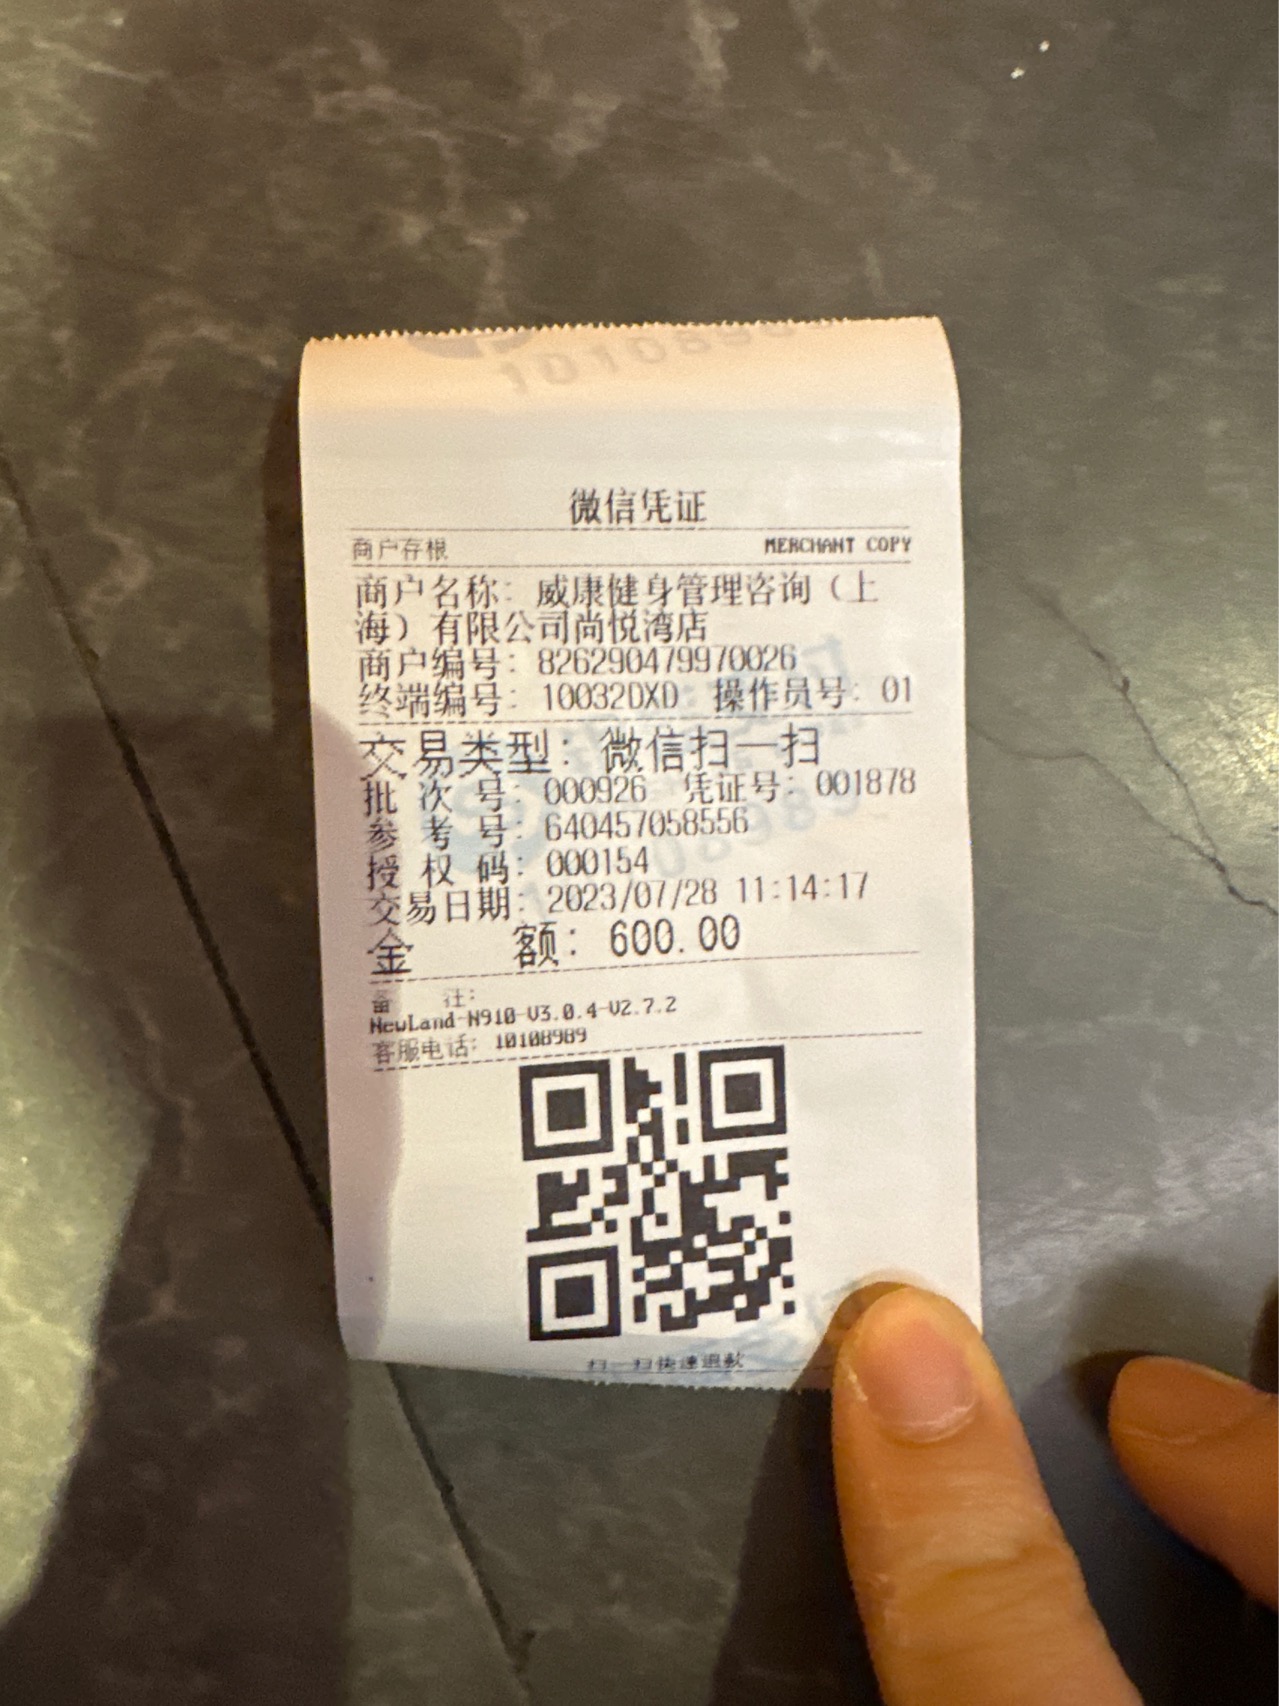 10108989
微信凭证
商户存根 MERCHANT COPY
商户名称: 威康健身管理咨询（上
海）有限公司尚悦湾店
商户编号: 826290479970026
终端编号: 10032DXD 操作员号: 01
交易类型: 微信扫一扫
批次号: 000926 凭证号: 001878
参考号: 640457058556
授权码: 000154
交易日期: 2023/07/28 11:14:17
金额: 600.00
备注:
NewLand-N910-V3.0.4-V2.7.2
客服电话: 10108989
扫一扫快速退款